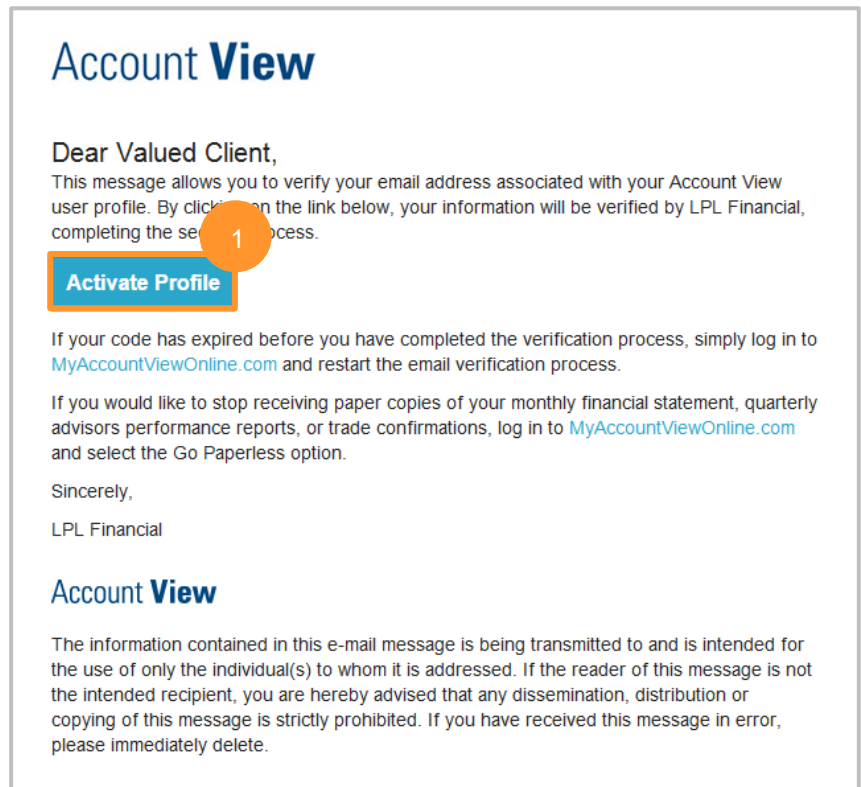 Account View
Dear Valued Client,
This message allows you to verify your email address associated with your Account View
user profile. By clicking on the link below, your information will be verified by LPL Financial,
completing the process.
1
Activate Profile
If your code has expired before you have completed the verification process, simply log in to
MyAccountViewOnline.com and restart the email verification process.
If you would like to stop receiving paper copies of your monthly financial statement, quarterly
advisors performance reports, or trade confirmations, log in to MyAccountViewOnline.com
and select the Go Paperless option.
Sincerely,
LPL Financial
Account View
The information contained in this e-mail message is being transmitted to and is intended for
the use of only the individual(s) to whom it is addressed. If the reader of this message is not
the intended recipient, you are hereby advised that any dissemination, distribution or
copying of this message is strictly prohibited. If you have received this message in error,
please immediately delete.